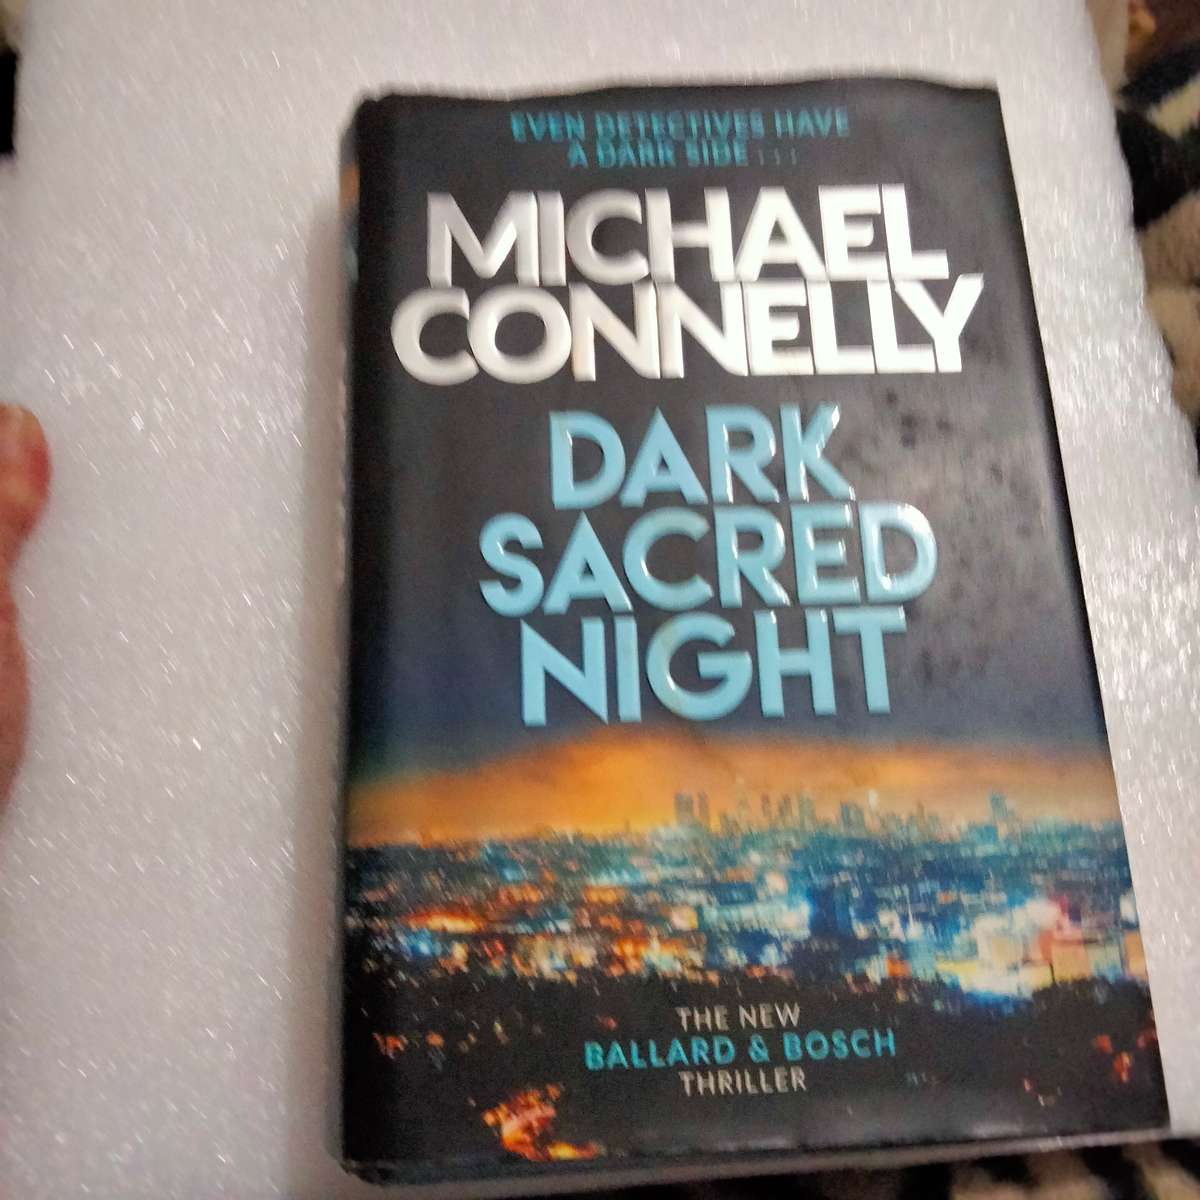 EVEN DETECTIVES HAVE
A DARK SIDE ...
MICHAEL
CONNELLY
DARK
SACRED
NIGHT
THE NEW
BALLARD & BOSCH
THRILLER